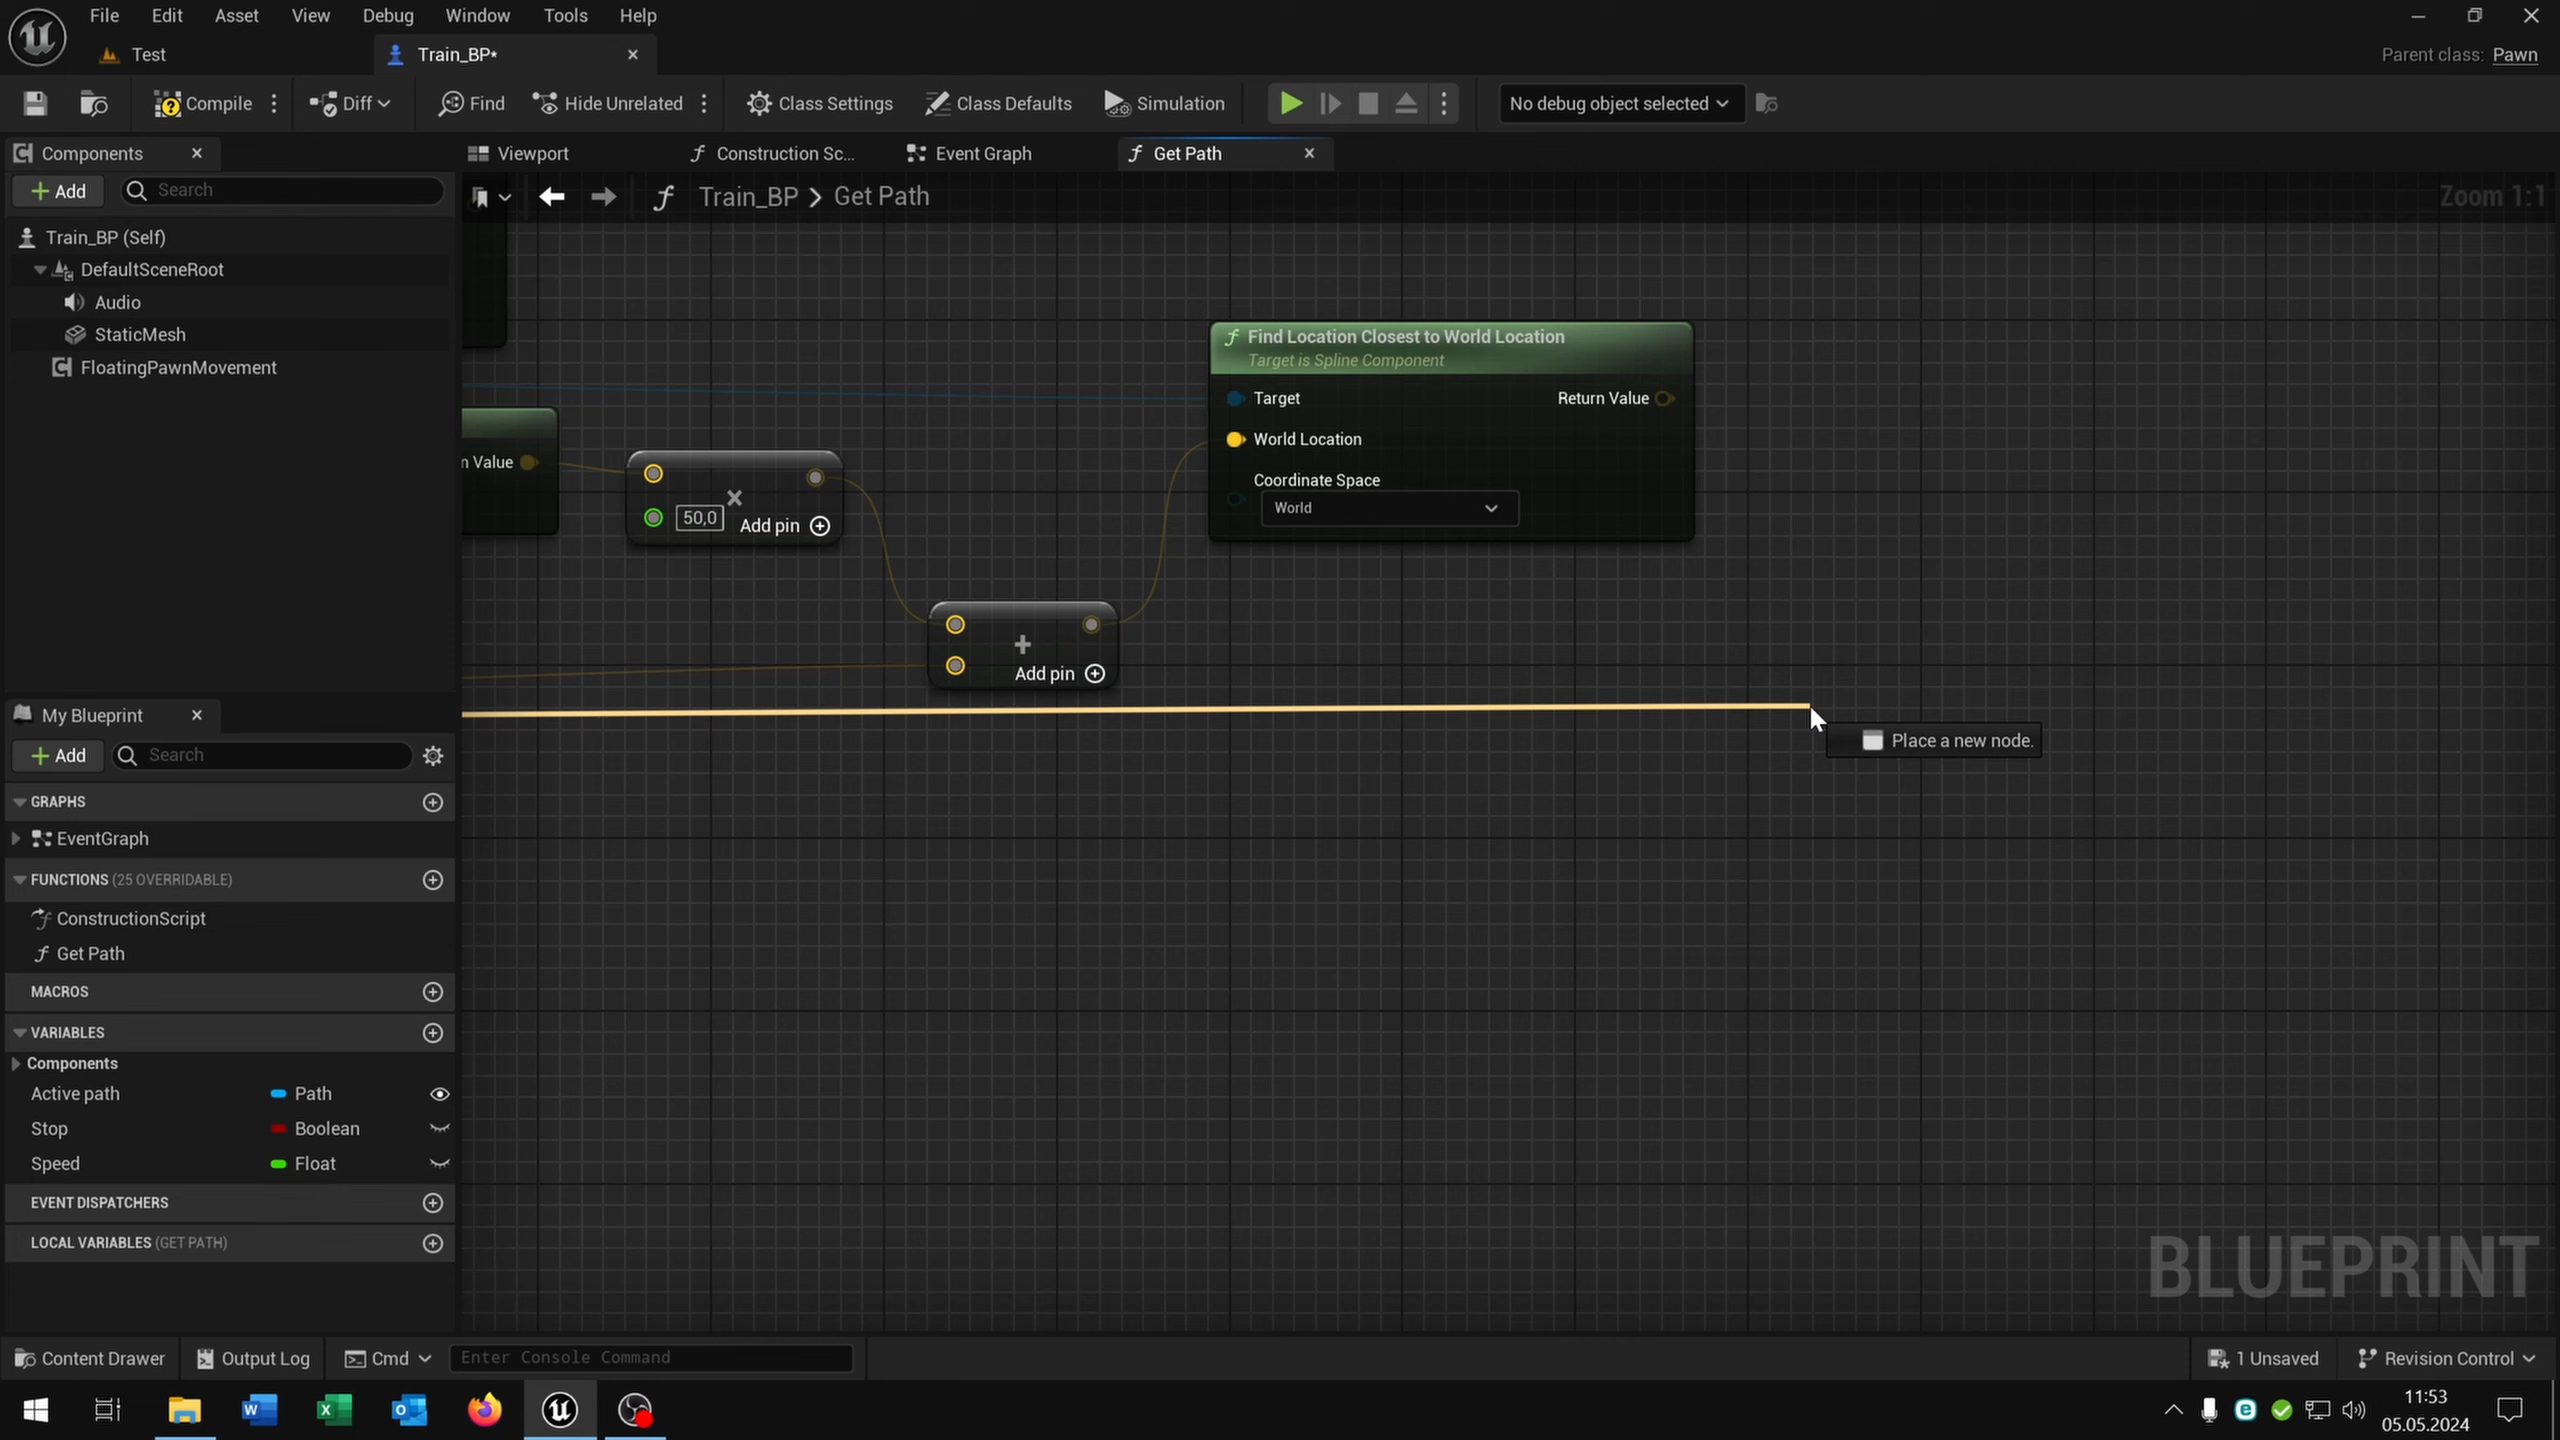 File Edit Asset View Debug Window Tools Help
Test
Train_BP*
Parent class: Pawn
Compile
Diff
Find
Hide Unrelated
Class Settings
Class Defaults
Simulation
No debug object selected
Components
Viewport
Construction Sc...
Event Graph
Get Path
Add
Search
Train_BP > Get Path
Zoom 1:1
Train_BP (Self)
DefaultSceneRoot
Audio
StaticMesh
FloatingPawnMovement
Find Location Closest to World Location
Target is Spline Component
Target
Return Value
World Location
Coordinate Space
World
n Value
50,0
Add pin
Add pin
Place a new node.
My Blueprint
Add
Search
GRAPHS
EventGraph
FUNCTIONS (25 OVERRIDABLE)
ConstructionScript
Get Path
MACROS
VARIABLES
Components
Active path Path
Stop Boolean
Speed Float
EVENT DISPATCHERS
LOCAL VARIABLES (GET PATH)
BLUEPRINT
Content Drawer
Output Log
Cmd
Enter Console Command
1 Unsaved
Revision Control
11:53
05.05.2024